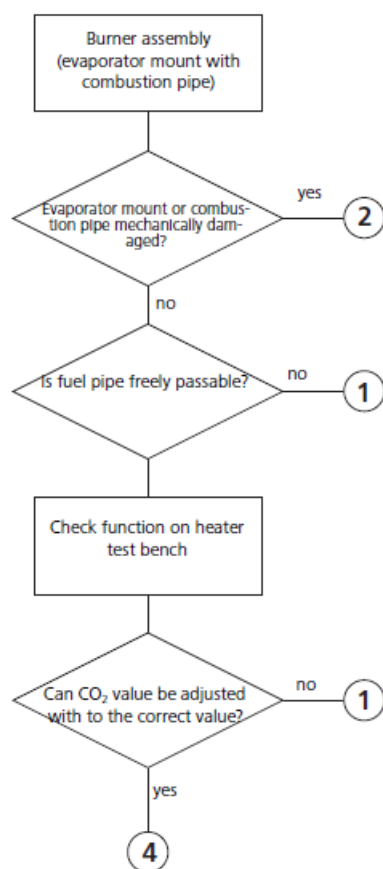 Burner assembly
(evaporator mount with
combustion pipe)
yes
Evaporator mount or combus-
tion pipe mechanically dam-
aged?
2
no
Is fuel pipe freely passable?
no
1
Check function on heater
test bench
Can CO₂ value be adjusted
with to the correct value?
no
1
yes
4